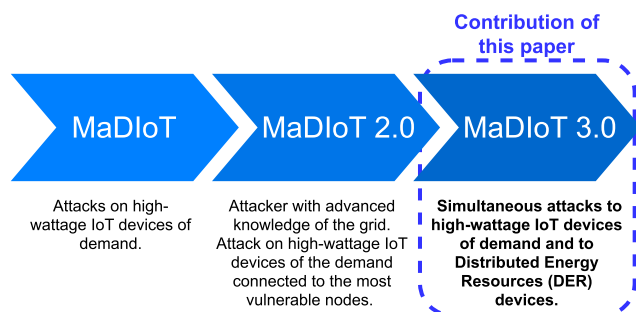 Contribution of
this paper
MaDIoT
MaDIoT 2.0
MaDIoT 3.0
Attacks on high-
wattage IoT devices of
demand.
Attacker with advanced
knowledge of the grid.
Attack on high-wattage IoT
devices of the demand
connected to the most
vulnerable nodes.
Simultaneous attacks to
high-wattage IoT devices
of demand and to
Distributed Energy
Resources (DER)
devices.